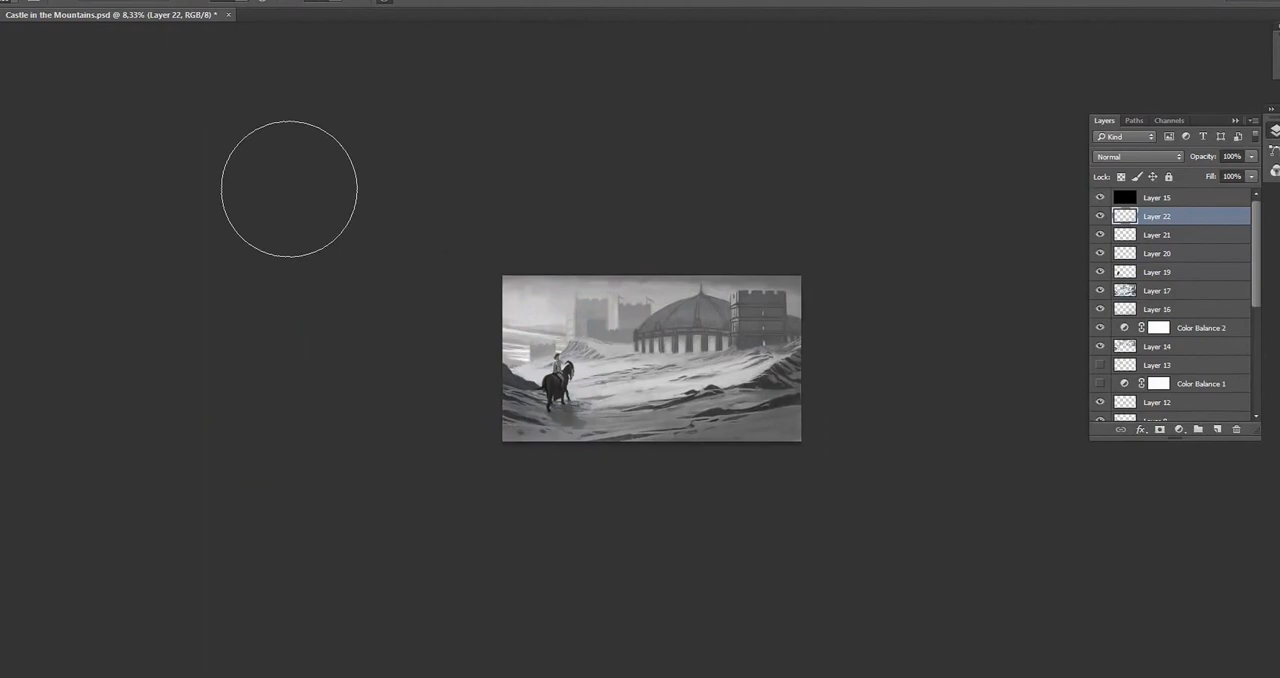 Castle in the Mountains.psd @ 8,33% (Layer 22, RGB/8) * ×
Layers Paths Channels
Kind
Normal Opacity: 100%
Lock: Fill: 100%
Layer 15
Layer 22
Layer 21
Layer 20
Layer 19
Layer 17
Layer 16
Color Balance 2
Layer 14
Layer 13
Color Balance 1
Layer 12
fx